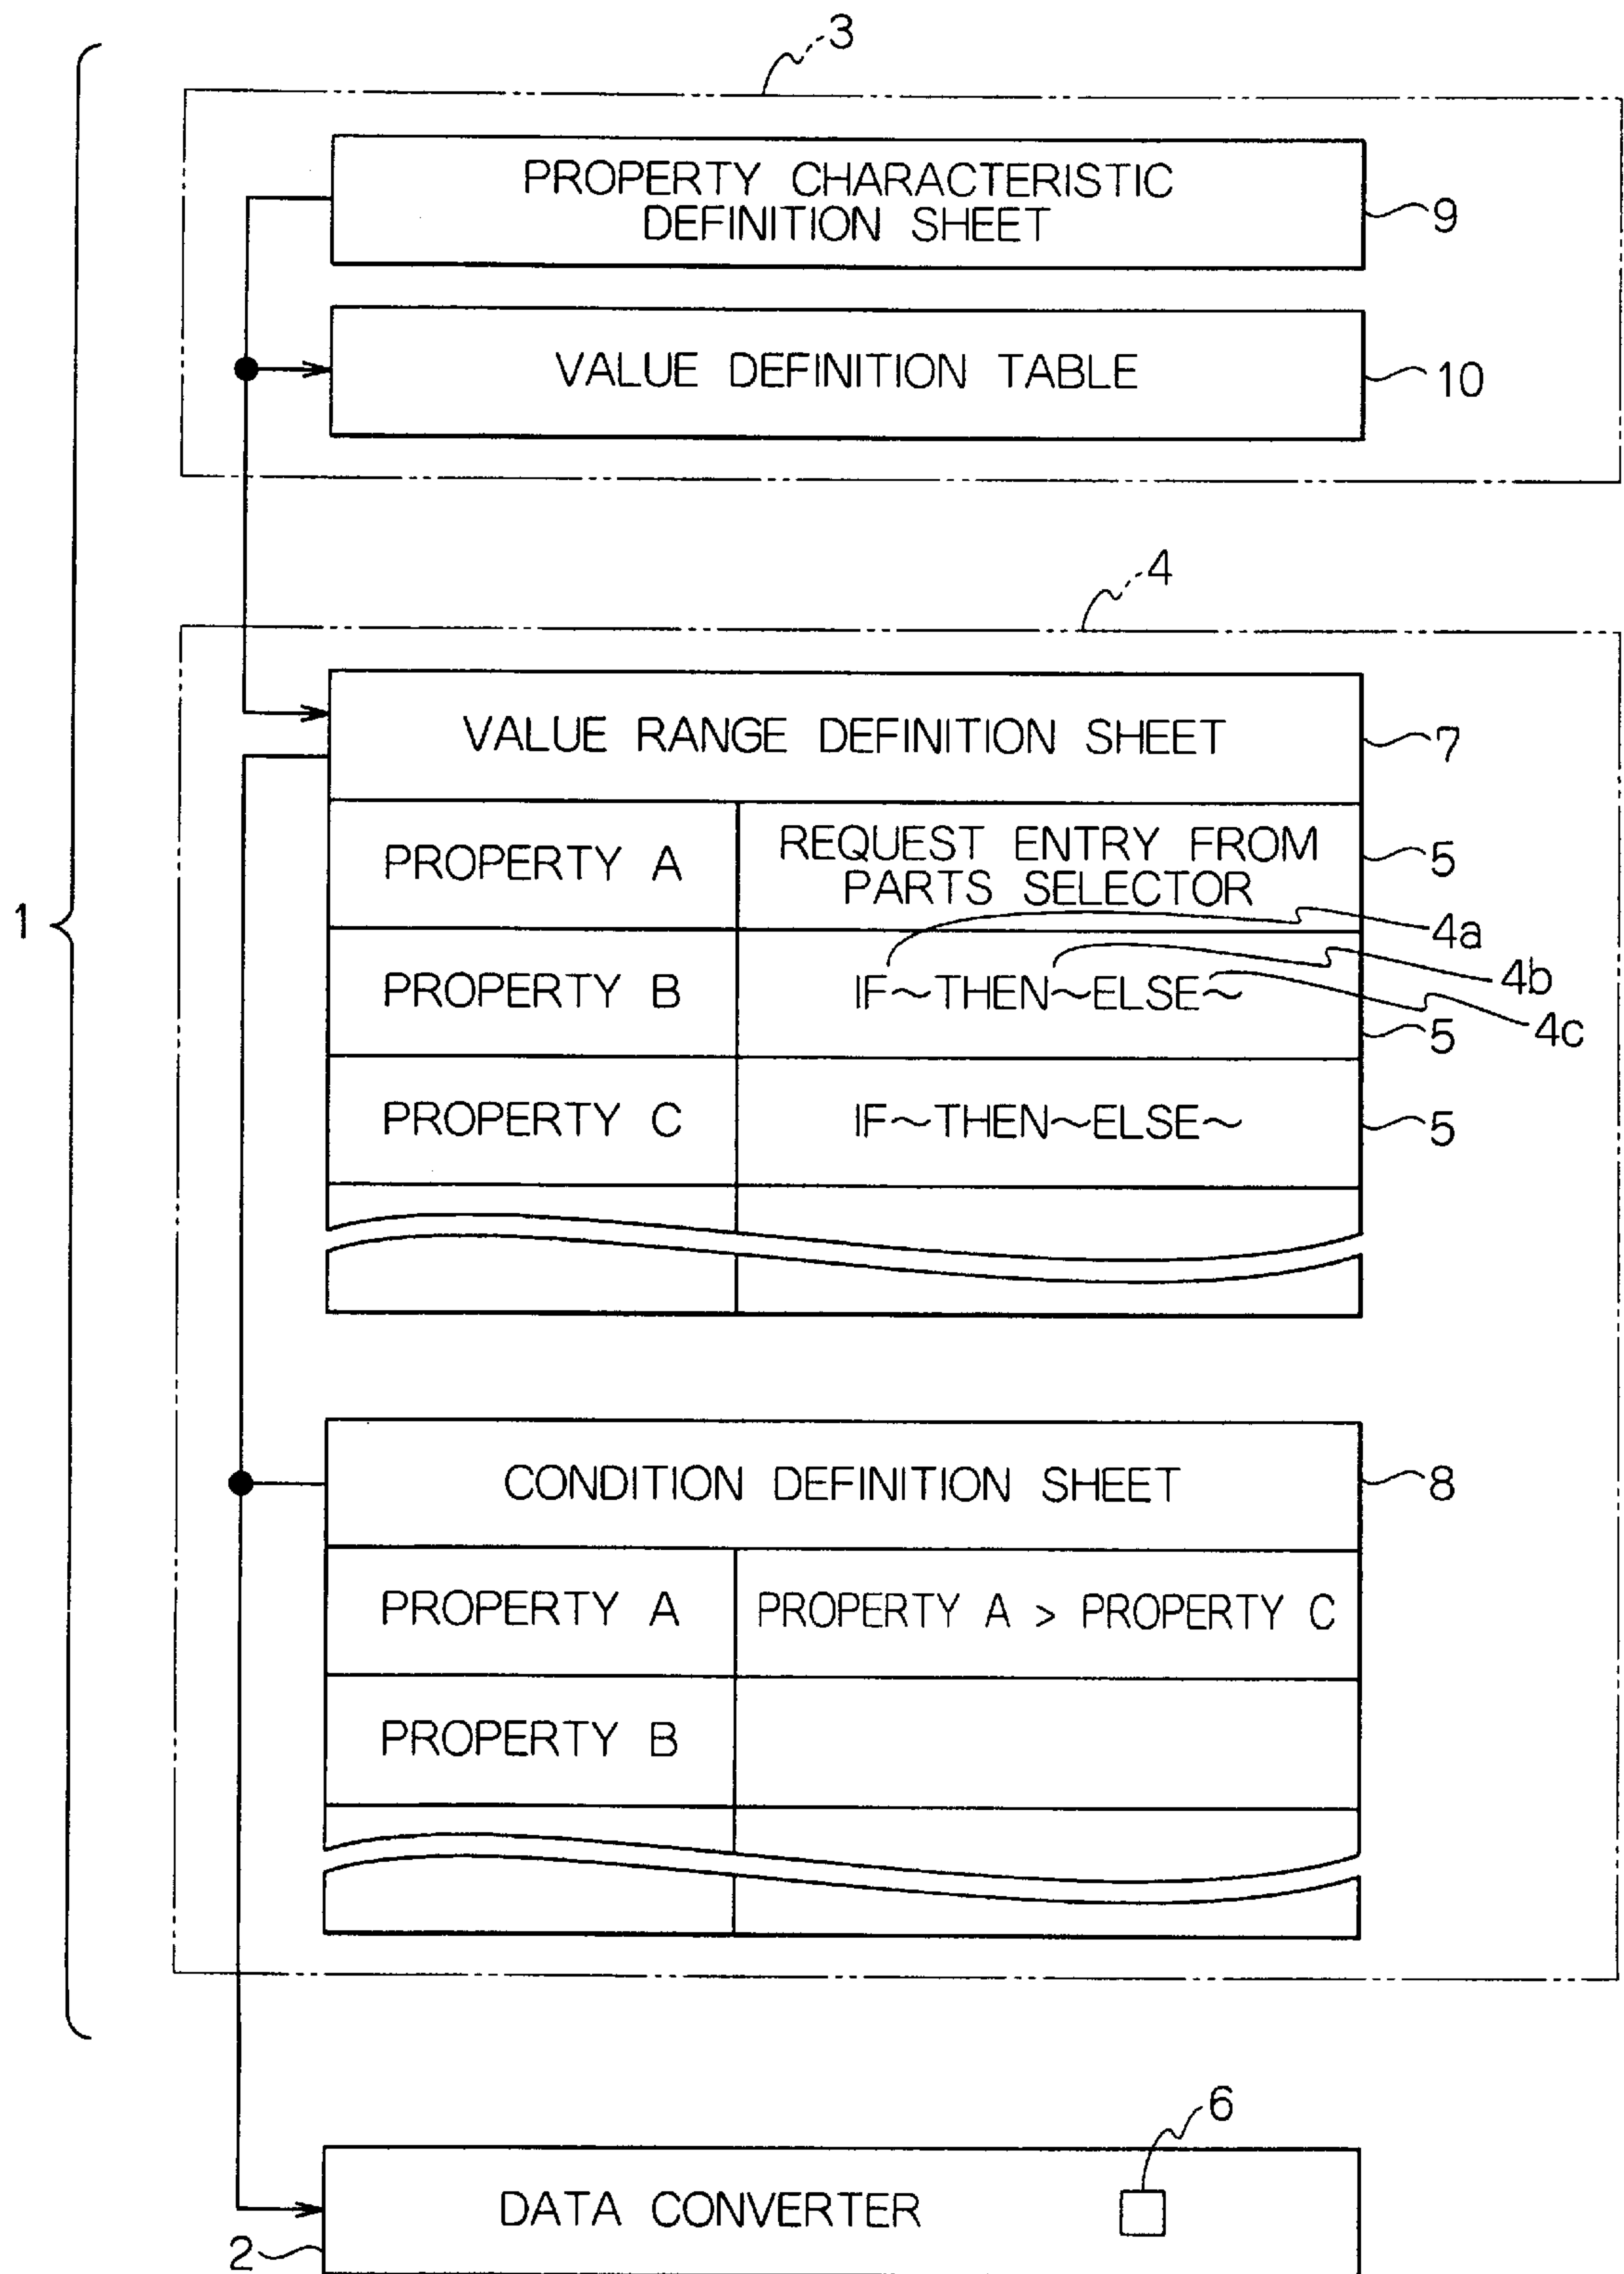 3
PROPERTY CHARACTERISTIC
DEFINITION SHEET
9
VALUE DEFINITION TABLE
10
4
VALUE RANGE DEFINITION SHEET
7
PROPERTY A
REQUEST ENTRY FROM
PARTS SELECTOR
5
1
4a
PROPERTY B
IF~THEN~ELSE~
4b
5
4c
PROPERTY C
IF~THEN~ELSE~
5
CONDITION DEFINITION SHEET
8
PROPERTY A
PROPERTY A > PROPERTY C
PROPERTY B
6
DATA CONVERTER
2